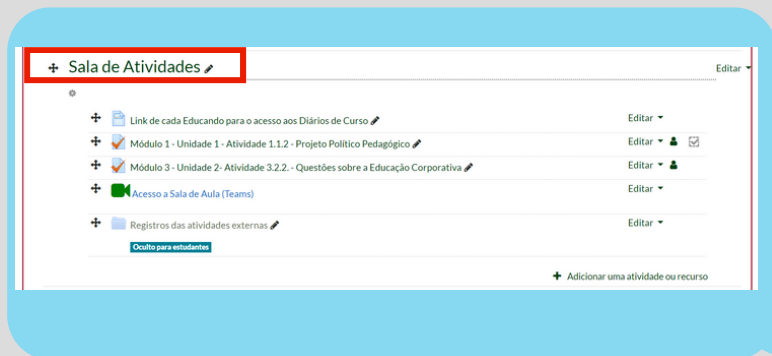 Sala de Atividades
Editar
Link de cada Educando para o acesso aos Diários de Curso
Editar
Módulo 1 - Unidade 1 - Atividade 1.1.2 - Projeto Político Pedagógico
Editar
Módulo 3 - Unidade 2- Atividade 3.2.2. - Questões sobre a Educação Corporativa
Editar
Acesso a Sala de Aula (Teams)
Editar
Registros das atividades externas
Editar
Oculto para estudantes
Adicionar uma atividade ou recurso